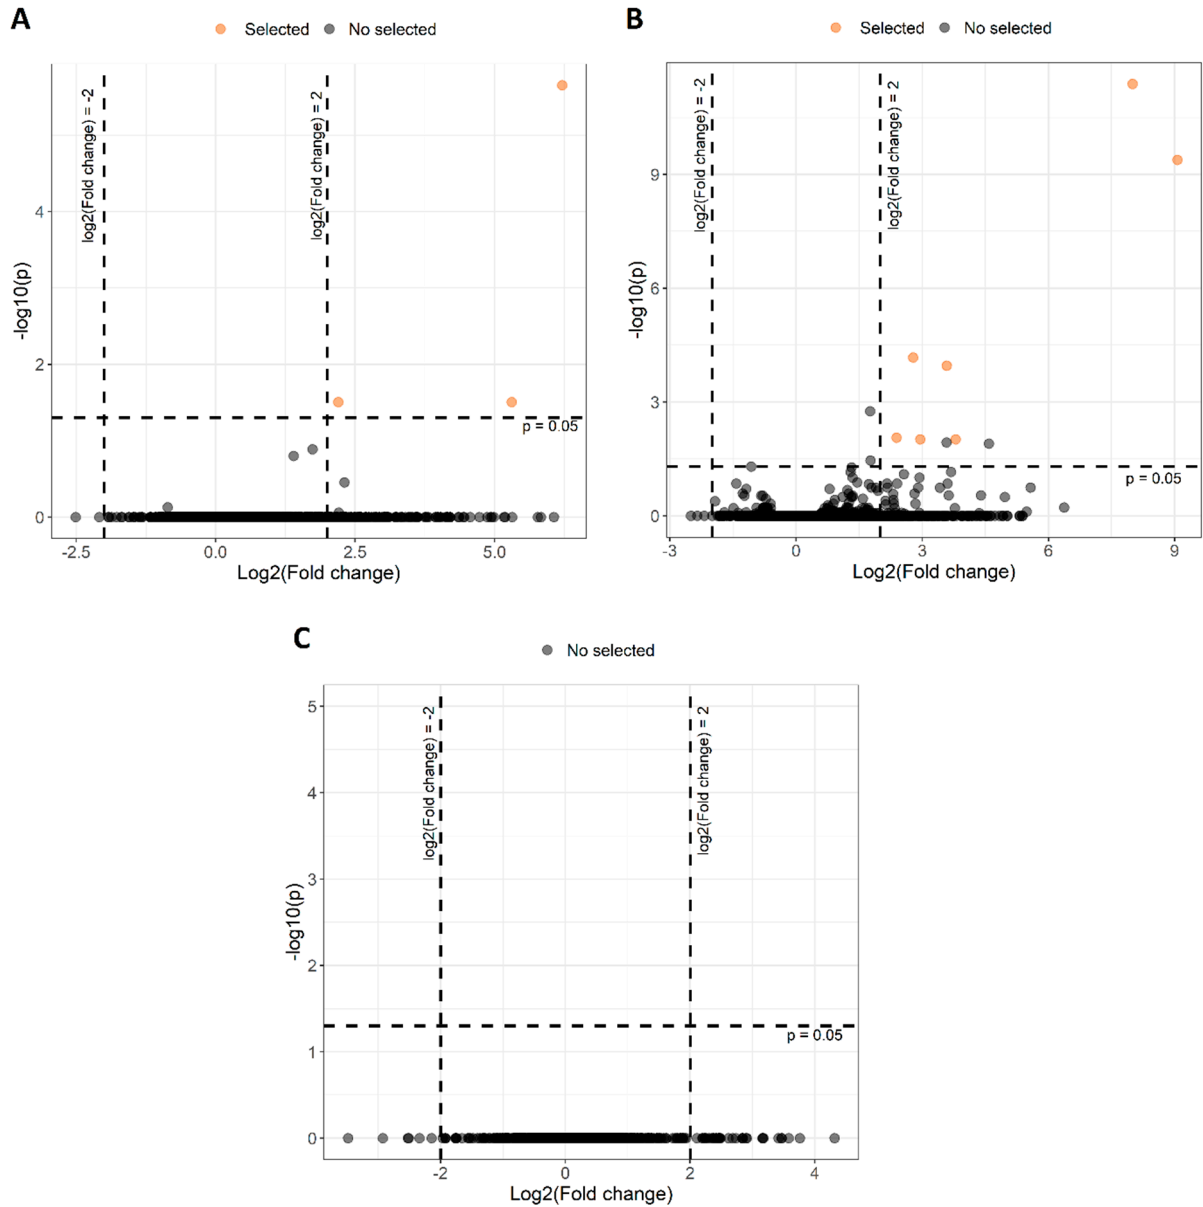 A
Selected No selected
log2(Fold change) = -2
log2(Fold change) = 2
p = 0.05
-log10(p)
4
2
0
-2.5 0.0 2.5 5.0
Log2(Fold change)
B
Selected No selected
log2(Fold change) = -2
log2(Fold change) = 2
p = 0.05
-log10(p)
9
6
3
0
-3 0 3 6 9
Log2(Fold change)
C
No selected
log2(Fold change) = -2
log2(Fold change) = 2
p = 0.05
-log10(p)
5
4
3
2
1
0
-2 0 2 4
Log2(Fold change)